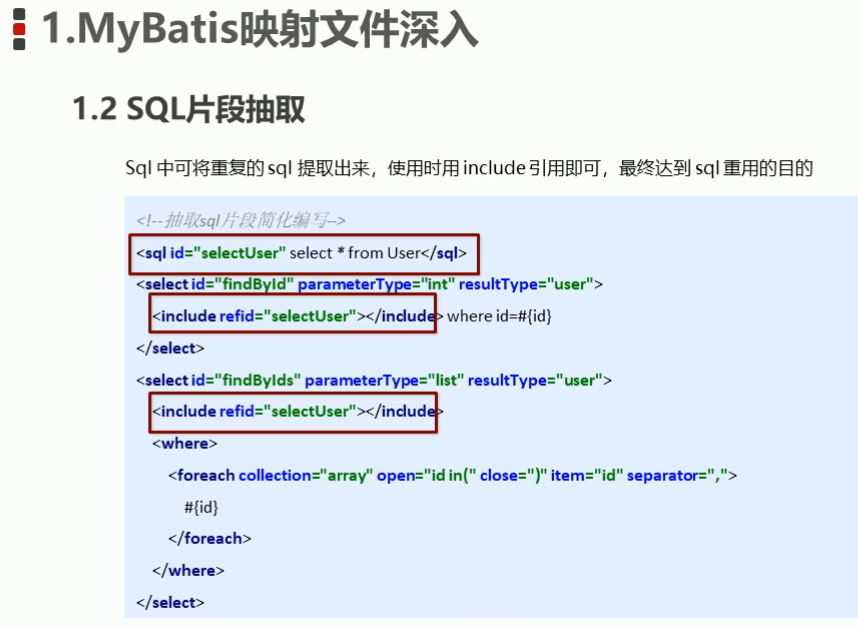 1.MyBatis映射文件深入
1.2 SQL片段抽取
Sql 中可将重复的 sql 提取出来，使用时用 include 引用即可，最终达到 sql 重用的目的
<!--抽取sql片段简化编写-->
<sql id="selectUser" select * from User</sql>
<select id="findById" parameterType="int" resultType="user">
<include refid="selectUser"></include> where id=#{id}
</select>
<select id="findByIds" parameterType="list" resultType="user">
<include refid="selectUser"></include>
<where>
<foreach collection="array" open="id in(" close=")" item="id" separator=",">
#{id}
</foreach>
</where>
</select>